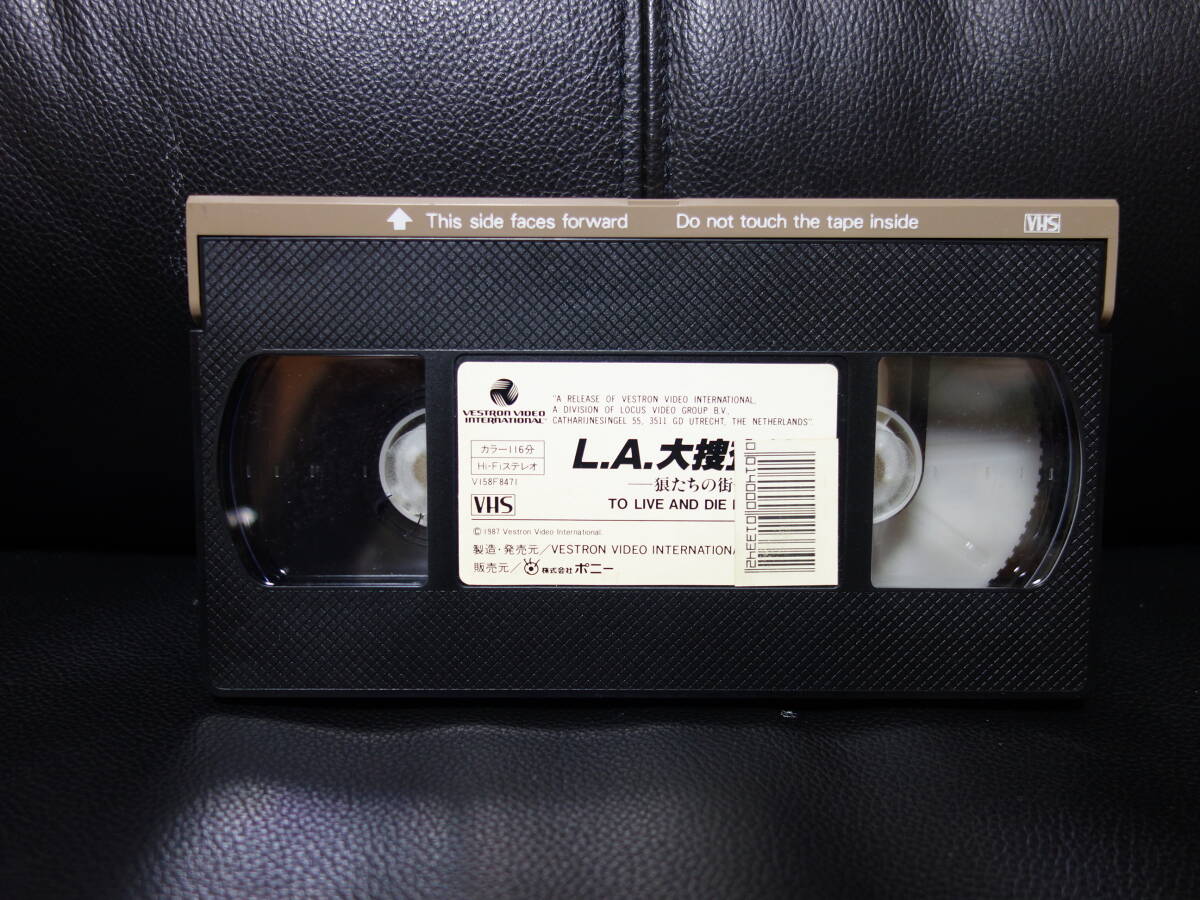 This side faces forward Do not touch the tape inside VHS
VESTRON VIDEO
INTERNATIONAL
"A RELEASE OF VESTRON VIDEO INTERNATIONAL,
A DIVISION OF LOCUS VIDEO GROUP B.V.,
CATHARIJNESINGEL 55, 3511 GD UTRECHT, THE NETHERLANDS"
カラー116分
Hi-Fiステレオ
V158F8471
VHS
L.A.大捜
—狼たちの街
TO LIVE AND DIE
©1987 Vestron Video International.
製造・発売元/VESTRON VIDEO INTERNATIONA
販売元/株式会社ポニー